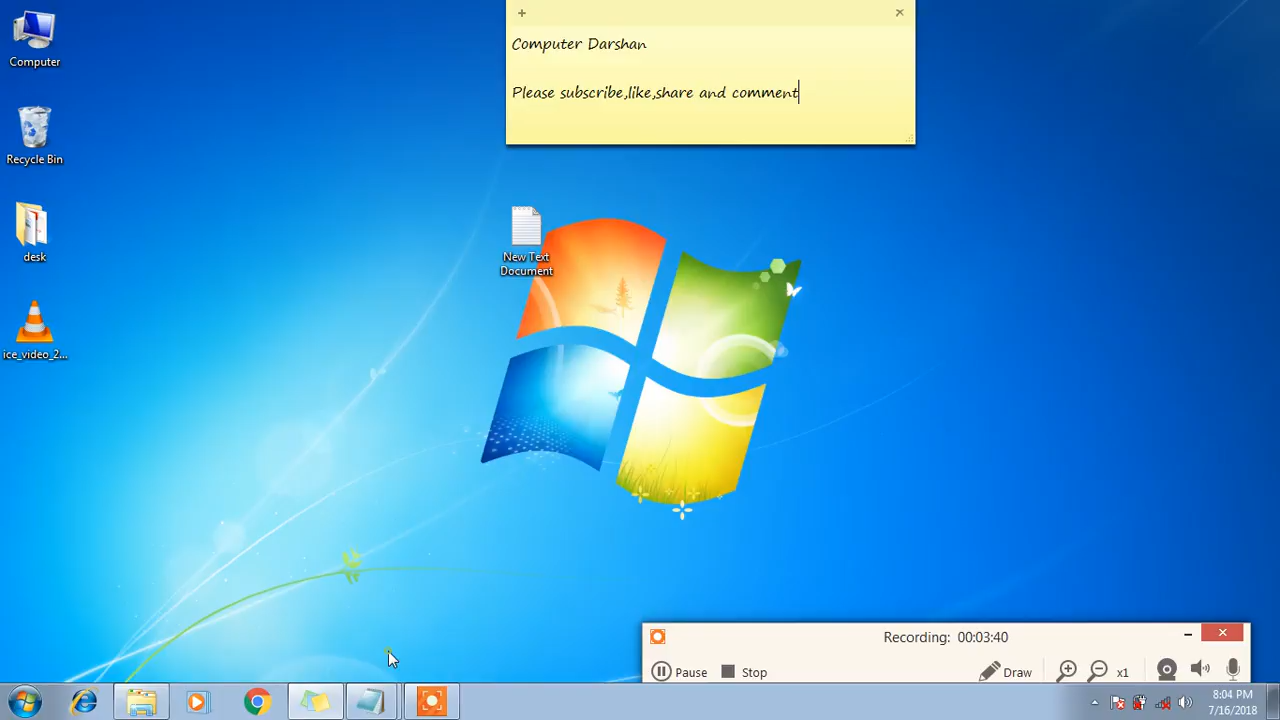 Computer Darshan
Please subscribe,like,share and comment
Computer
Recycle Bin
desk
ice_video_2...
New Text
Document
Recording: 00:03:40
Pause
Stop
Draw
x1
8:04 PM
7/16/2018